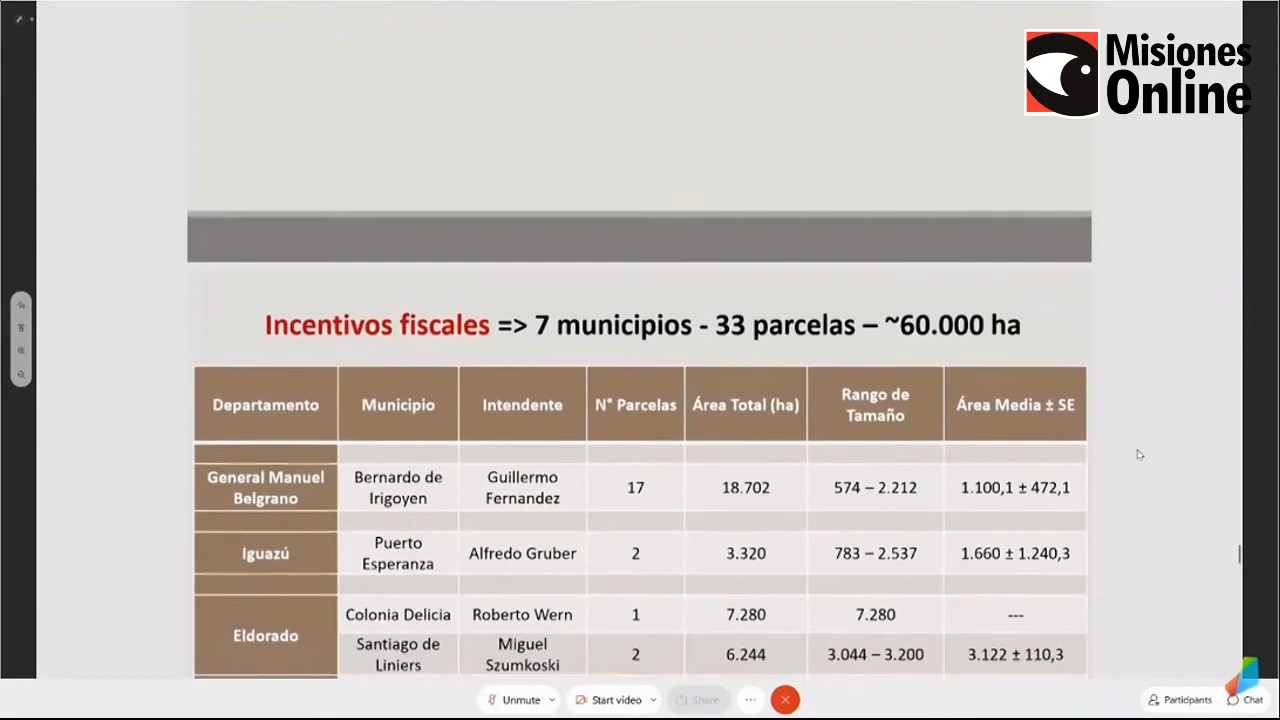 Misiones
Online
Incentivos fiscales => 7 municipios - 33 parcelas – ~60.000 ha
Departamento
Municipio
Intendente
N° Parcelas
Área Total (ha)
Rango de
Tamaño
Área Media ± SE
General Manuel
Belgrano
Bernardo de
Irigoyen
Guillermo
Fernandez
17
18.702
574 – 2.212
1.100,1 ± 472,1
Iguazú
Puerto
Esperanza
Alfredo Gruber
2
3.320
783 – 2.537
1.660 ± 1.240,3
Eldorado
Colonia Delicia
Roberto Wern
1
7.280
7.280
---
Santiago de
Liniers
Miguel
Szumkoski
2
6.244
3.044 – 3.200
3.122 ± 110,3
Unmute
Start video
Share
Participants
Chat